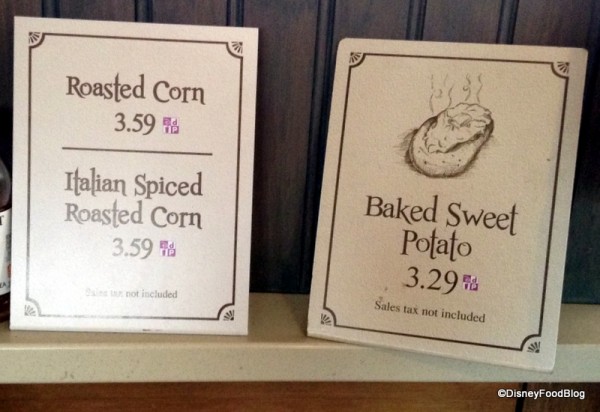 Roasted Corn
3.59
Italian Spiced
Roasted Corn
3.59
Sales tax not included
Baked Sweet
Potato
3.29
Sales tax not included
©DisneyFoodBlog